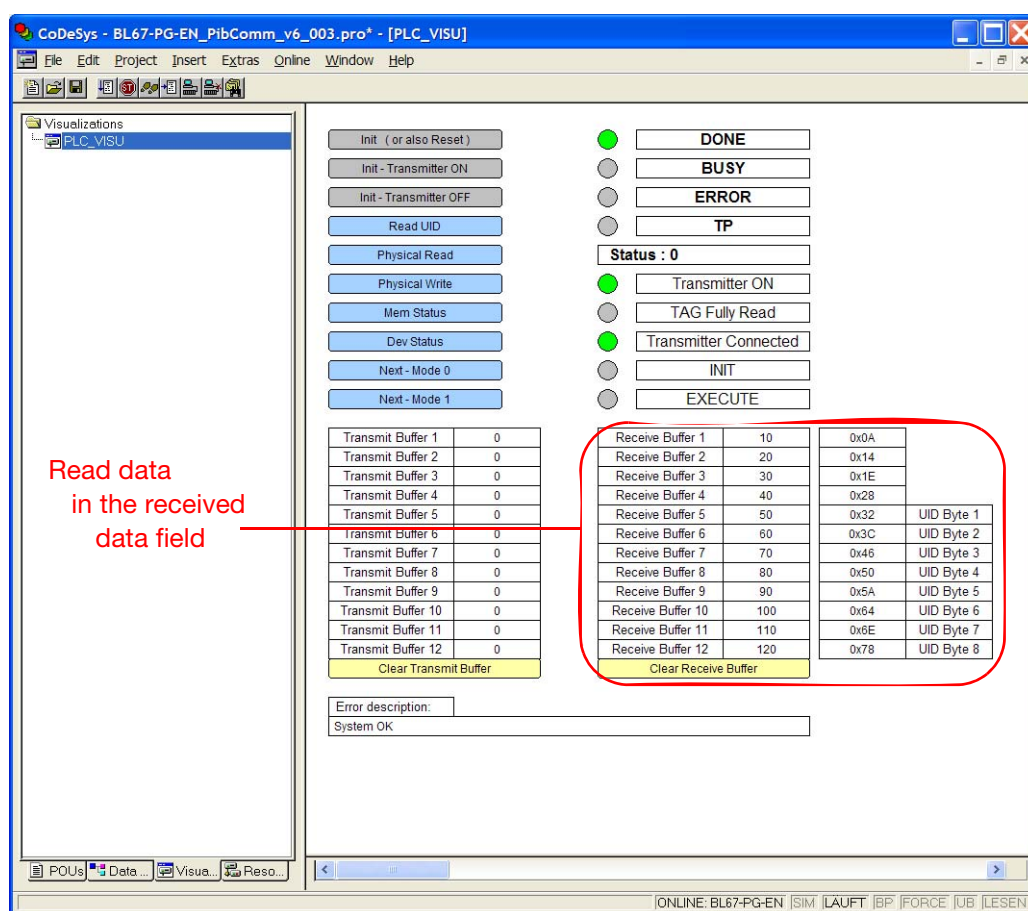 CoDeSys - BL67-PG-EN_PibComm_v6_003.pro* - [PLC_VISU]
File Edit Project Insert Extras Online Window Help
Visualizations
PLC_VISU
Init ( or also Reset ) DONE
Init - Transmitter ON BUSY
Init - Transmitter OFF ERROR
Read UID TP
Physical Read Status : 0
Physical Write Transmitter ON
Mem Status TAG Fully Read
Dev Status Transmitter Connected
Next - Mode 0 INIT
Next - Mode 1 EXECUTE
Transmit Buffer 1 0 Receive Buffer 1 10 0x0A
Transmit Buffer 2 0 Receive Buffer 2 20 0x14
Transmit Buffer 3 0 Receive Buffer 3 30 0x1E
Transmit Buffer 4 0 Receive Buffer 4 40 0x28
Transmit Buffer 5 0 Receive Buffer 5 50 0x32 UID Byte 1
Transmit Buffer 6 0 Receive Buffer 6 60 0x3C UID Byte 2
Transmit Buffer 7 0 Receive Buffer 7 70 0x46 UID Byte 3
Transmit Buffer 8 0 Receive Buffer 8 80 0x50 UID Byte 4
Transmit Buffer 9 0 Receive Buffer 9 90 0x5A UID Byte 5
Transmit Buffer 10 0 Receive Buffer 10 100 0x64 UID Byte 6
Transmit Buffer 11 0 Receive Buffer 11 110 0x6E UID Byte 7
Transmit Buffer 12 0 Receive Buffer 12 120 0x78 UID Byte 8
Clear Transmit Buffer Clear Receive Buffer
Read data
in the received
data field
Error description:
System OK
POUs Data ... Visua... Reso...
ONLINE: BL67-PG-EN SIM LÄUFT BP FORCE UB LESEN